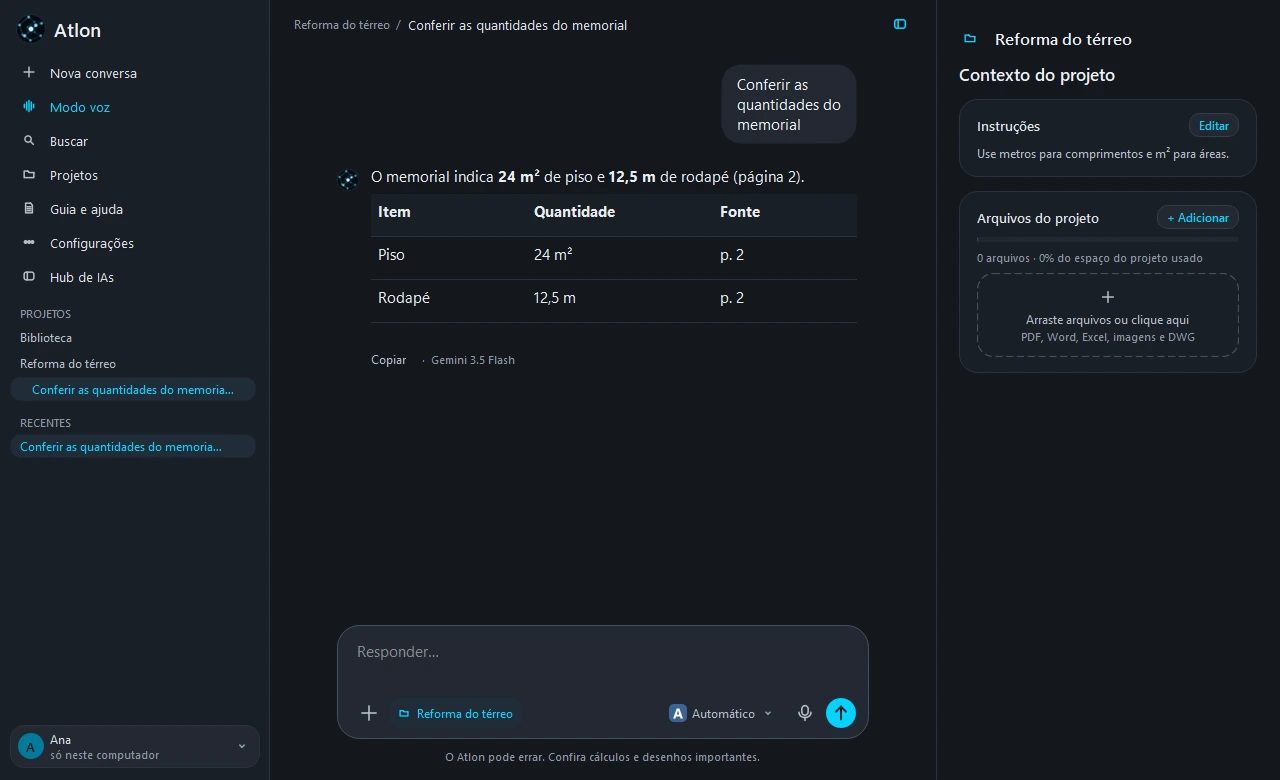 Atlon
Nova conversa
Modo voz
Buscar
Projetos
Guia e ajuda
Configurações
Hub de IAs
PROJETOS
Biblioteca
Reforma do térreo
Conferir as quantidades do memoria...
RECENTES
Conferir as quantidades do memoria...
A
Ana
só neste computador
Reforma do térreo / Conferir as quantidades do memorial
Conferir as
quantidades do
memorial
O memorial indica 24 m² de piso e 12,5 m de rodapé (página 2).
Item Quantidade Fonte
Piso 24 m² p. 2
Rodapé 12,5 m p. 2
Copiar · Gemini 3.5 Flash
Responder...
Reforma do térreo
A Automático
O Atlon pode errar. Confira cálculos e desenhos importantes.
Reforma do térreo
Contexto do projeto
Instruções
Editar
Use metros para comprimentos e m² para áreas.
Arquivos do projeto
+ Adicionar
0 arquivos · 0% do espaço do projeto usado
Arraste arquivos ou clique aqui
PDF, Word, Excel, imagens e DWG